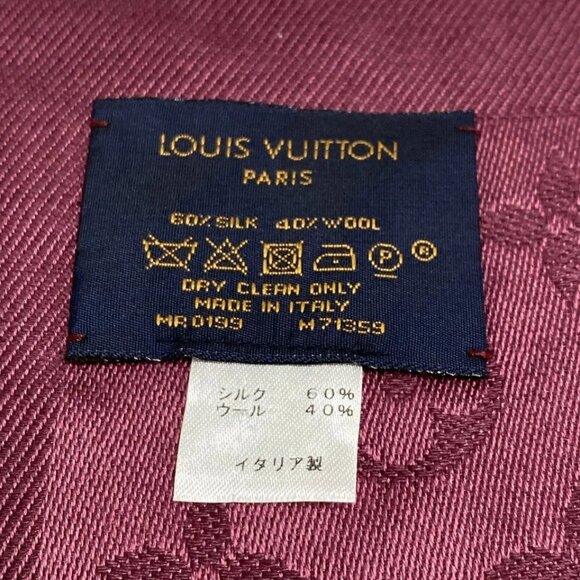 LOUIS VUITTON
PARIS
60% SILK 40% WOOL
P ®
DRY CLEAN ONLY
MADE IN ITALY
MR0199 M71359
シルク 60%
ウール 40%
イタリア製